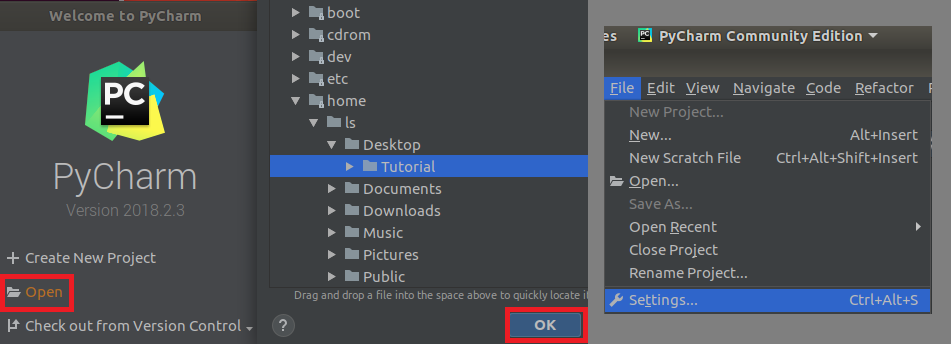 Welcome to PyCharm
PC
PyCharm
Version 2018.2.3
Create New Project
Open
Check out from Version Control
boot
cdrom
dev
etc
home
ls
Desktop
Tutorial
Documents
Downloads
Music
Pictures
Public
Drag and drop a file into the space above to quickly locate it
?
OK
es PyCharm Community Edition
File Edit View Navigate Code Refactor
New Project...
New... Alt+Insert
New Scratch File Ctrl+Alt+Shift+Insert
Open...
Save As...
Open Recent
Close Project
Rename Project...
Settings... Ctrl+Alt+S